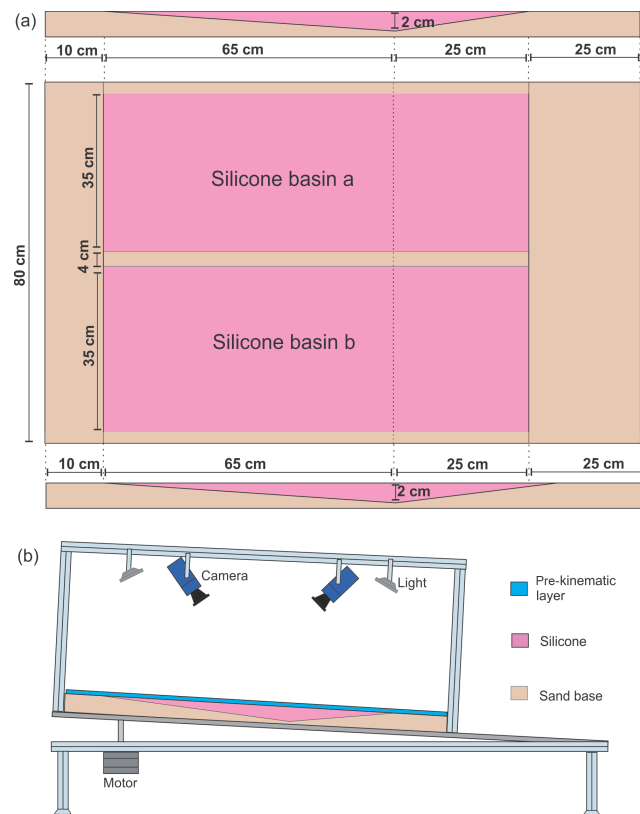 (a)
2 cm
10 cm
65 cm
25 cm
25 cm
80 cm
35 cm
Silicone basin a
4 cm
35 cm
Silicone basin b
10 cm
65 cm
25 cm
25 cm
2 cm
(b)
Camera
Light
Pre-kinematic
layer
Silicone
Sand base
Motor